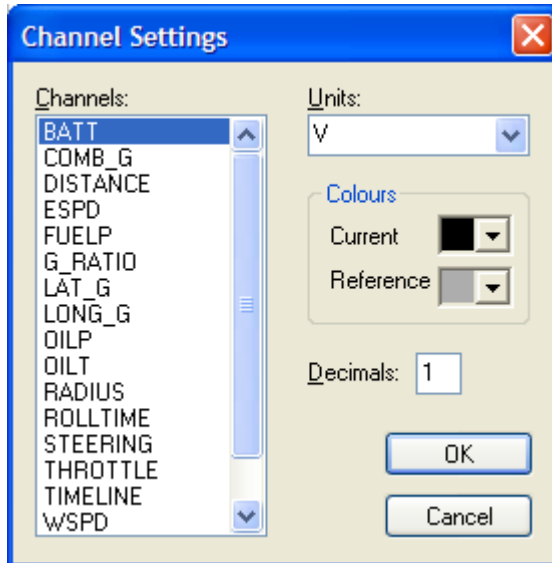 Channel Settings
Channels:
BATT
COMB_G
DISTANCE
ESPD
FUELP
G_RATIO
LAT_G
LONG_G
OILP
OILT
RADIUS
ROLLTIME
STEERING
THROTTLE
TIMELINE
WSPD
Units:
V
Colours
Current
Reference
Decimals: 1
OK
Cancel